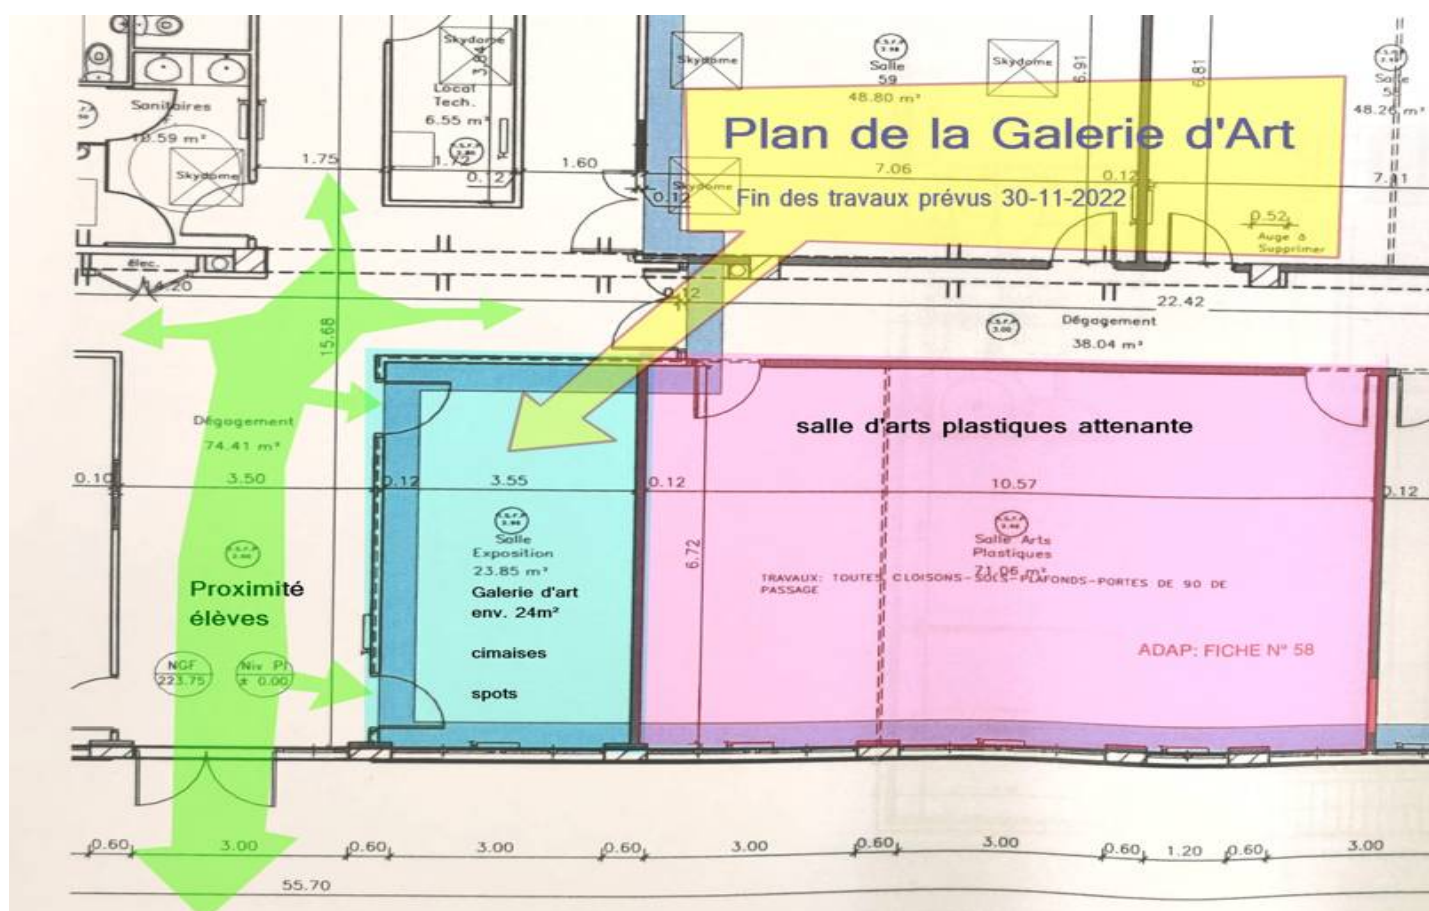 Skydome
3.84
Local
Tech.
6.55 m²
Sanitaires
Skydome
1.75
1.72
0.12
1.60
Skydome
Salle
59
48.80 m²
Skydome
6.91
6.81
48.26 m²
Plan de la Galerie d'Art
7.06
0.12
Skydome
0.12
Fin des travaux prévus 30-11-2022
0.52
Auge à
Supprimer
élec.
14.20
0.12
22.42
15.68
Dégagement
38.04 m²
Dégagement
74.41 m²
salle d'arts plastiques attenante
0.10
3.50
0.12
3.55
0.12
10.57
0.12
6.72
Salle
Exposition
23.85 m²
Salle Arts
Plastiques
71.06 m²
TRAVAUX: TOUTES CLOISONS-SOLS-PLAFONDS-PORTES DE 90 DE
PASSAGE
Proximité
élèves
Galerie d'art
env. 24m²
cimaises
spots
ADAP: FICHE N° 58
NGF
223.75
Niv PI
± 0.00
0.60
3.00
0.60
3.00
0.60
3.00
0.60
3.00
0.60
1.20
0.60
3.00
55.70